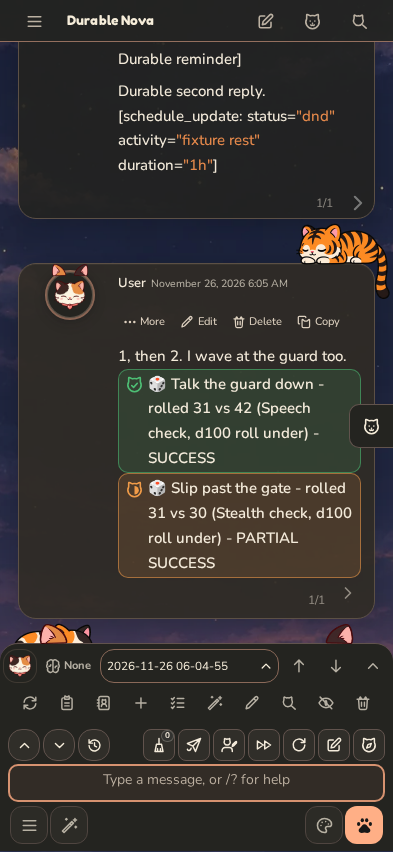 Durable Nova
Durable reminder]
Durable second reply.
[schedule_update: status="dnd"
activity="fixture rest"
duration="1h"]
1/1
User November 26, 2026 6:05 AM
More Edit Delete Copy
1, then 2. I wave at the guard too.
🎲 Talk the guard down -
rolled 31 vs 42 (Speech
check, d100 roll under) -
SUCCESS
🎲 Slip past the gate - rolled
31 vs 30 (Stealth check, d100
roll under) - PARTIAL
SUCCESS
1/1
None 2026-11-26 06-04-55
0
Type a message, or /? for help